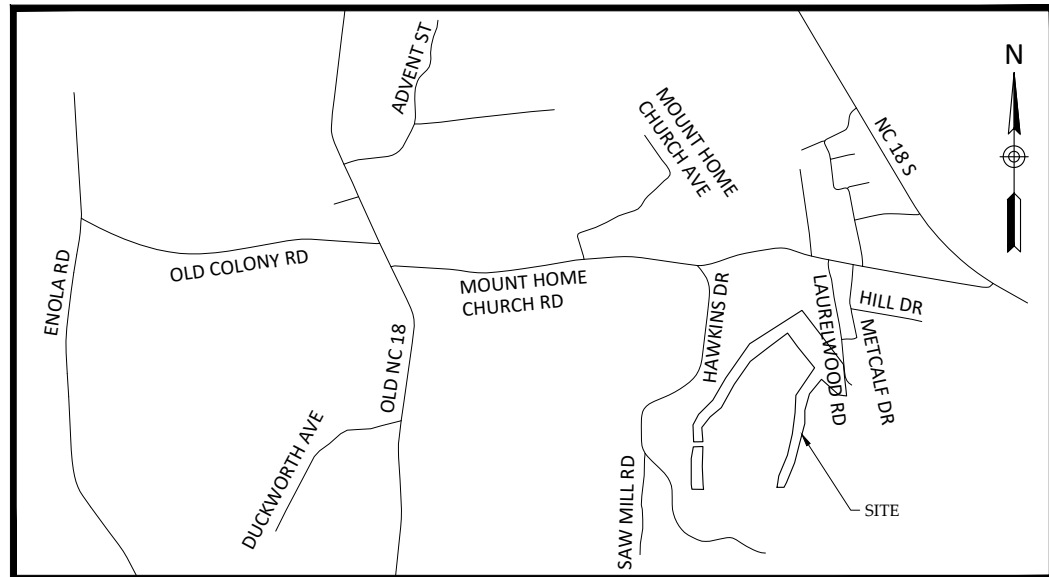 ADVENT ST
N
MOUNT HOME
CHURCH AVE
NC 18 S
OLD COLONY RD
ENOLA RD
MOUNT HOME
CHURCH RD
HAWKINS DR
LAURELWOOD RD
HILL DR
METCALF DR
OLD NC 18
DUCKWORTH AVE
SAW MILL RD
SITE